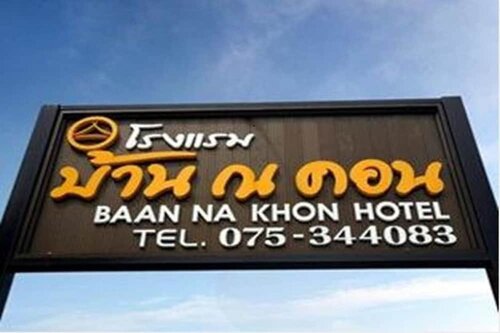 โรงแรม
บ้าน ณ คอน
BAAN NA KHON HOTEL
TEL. 075-344083